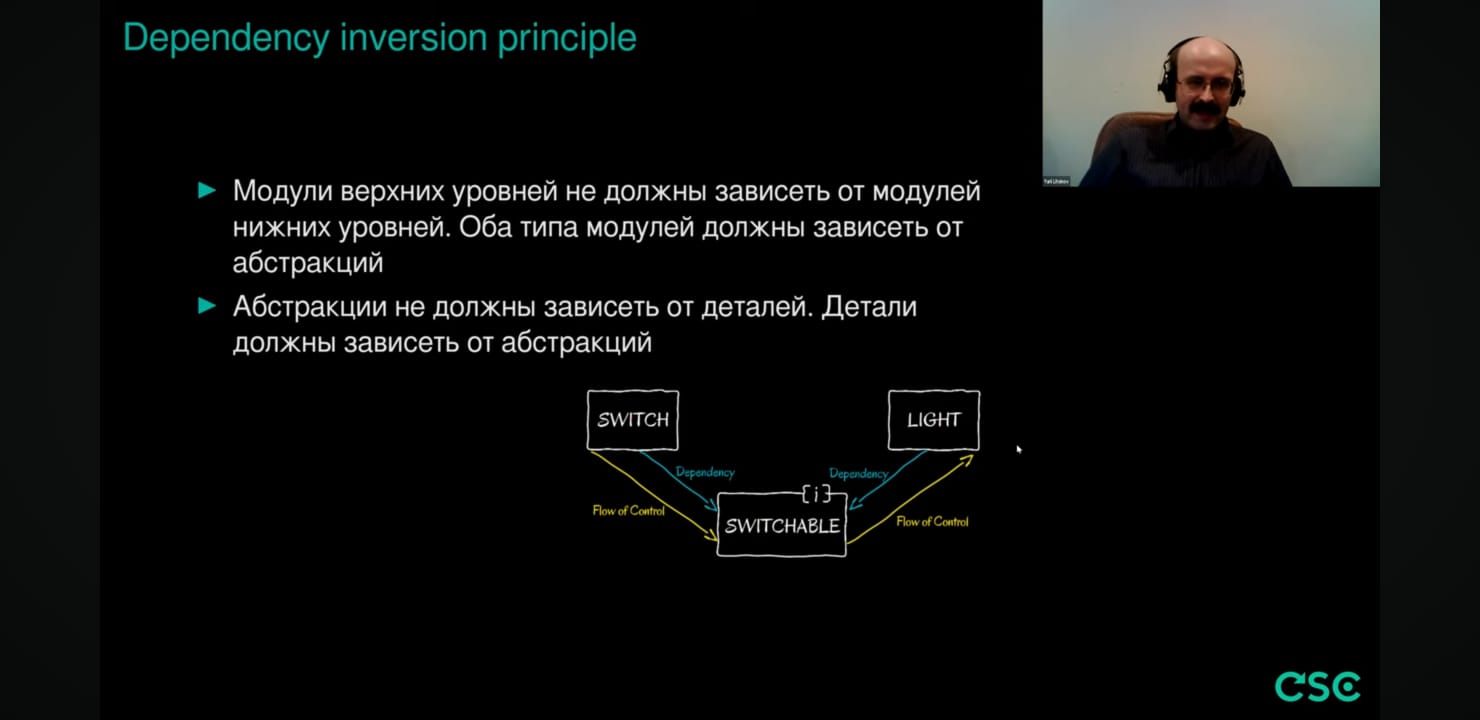 Dependency inversion principle
Модули верхних уровней не должны зависеть от модулей
нижних уровней. Оба типа модулей должны зависеть от
абстракций
Абстракции не должны зависеть от деталей. Детали
должны зависеть от абстракций
SWITCH
LIGHT
Dependency
Dependency
{i}
Flow of Control
SWITCHABLE
Flow of Control
CSC